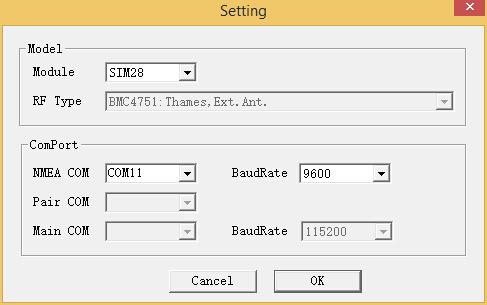 Setting
Model
Module SIM28
RF Type BMC4751:Thames,Ext.Ant.
ComPort
NMEA COM COM11 BaudRate 9600
Pair COM
Main COM BaudRate 115200
Cancel OK